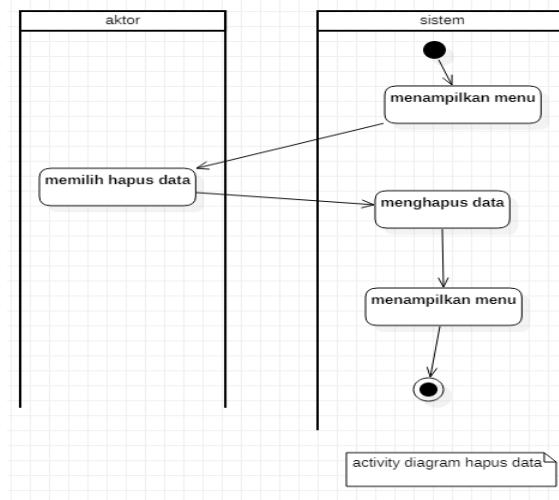 aktor
sistem
menampilkan menu
memilih hapus data
menghapus data
menampilkan menu
activity diagram hapus data